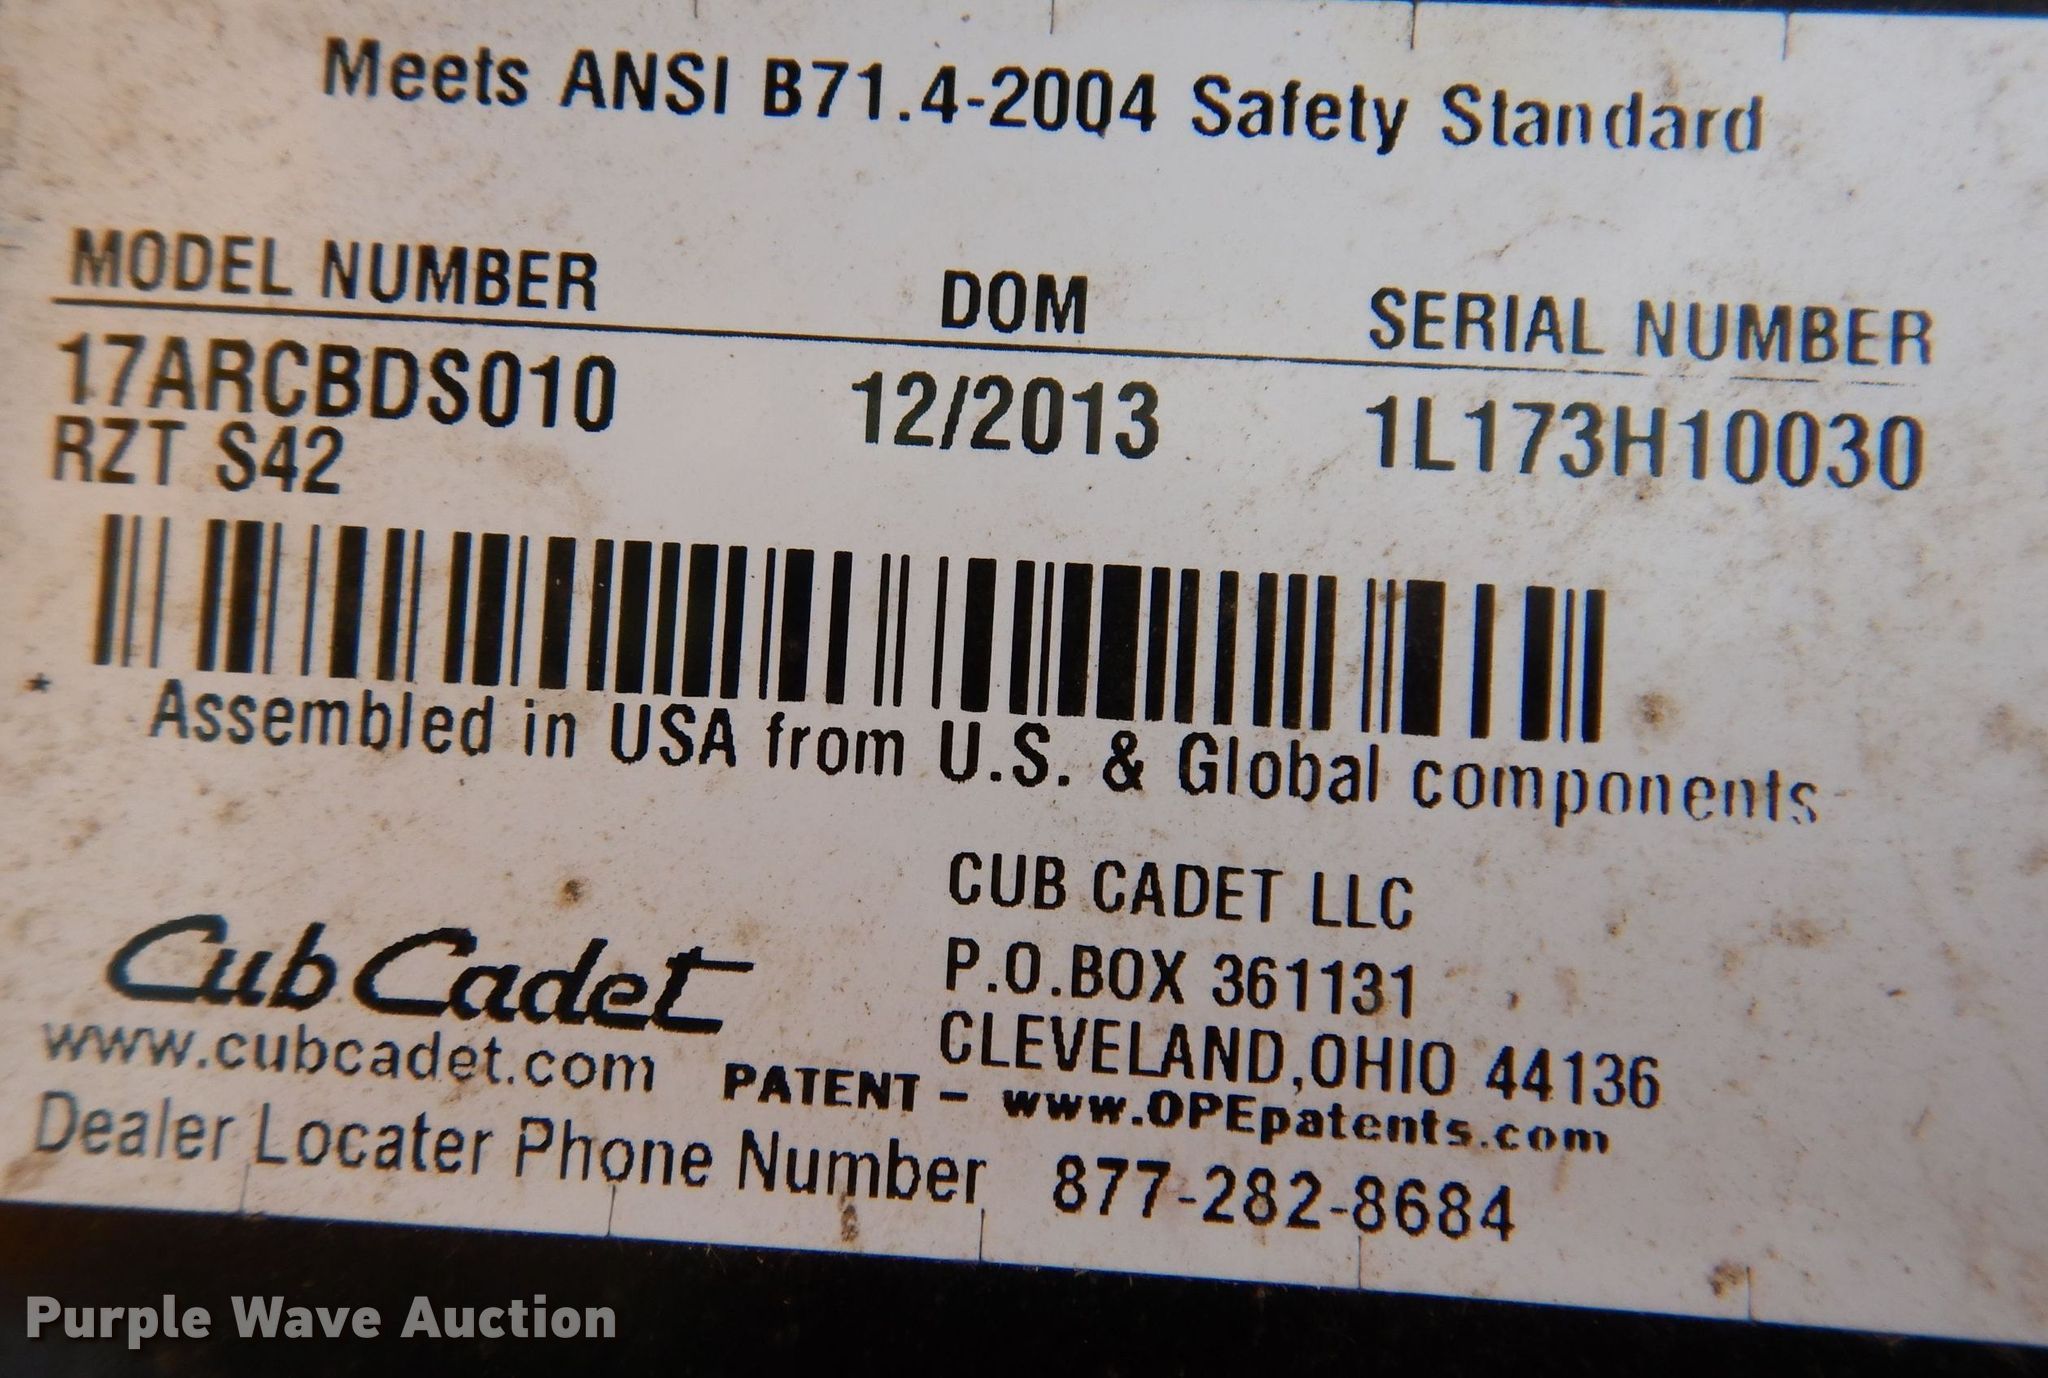 Meets ANSI B71.4-2004 Safety Standard
MODEL NUMBER DOM SERIAL NUMBER
17ARCBDS010 12/2013 1L173H10030
RZT S42
* Assembled in USA from U.S. & Global components
CUB CADET LLC
P.O.BOX 361131
CLEVELAND,OHIO 44136
Cub Cadet
www.cubcadet.com
PATENT - www.OPEpatents.com
Dealer Locater Phone Number 877-282-8684
Purple Wave Auction